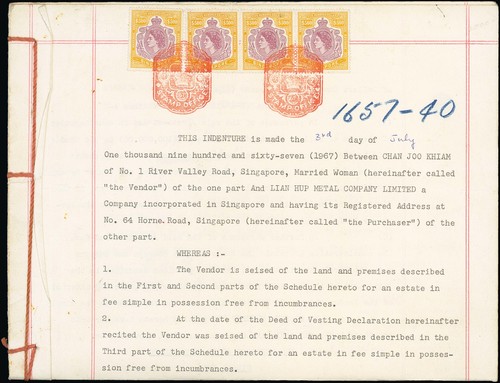 STAMP OFFICE STAMP OFFICE
1657-40
THIS INDENTURE is made the 3rd day of July
One thousand nine hundred and sixty-seven (1967) Between CHAN JOO KHIAM
of No. 1 River Valley Road, Singapore, Married Woman (hereinafter called
"the Vendor") of the one part And LIAN HUP METAL COMPANY LIMITED a
Company incorporated in Singapore and having its Registered Address at
No. 64 Horne Road, Singapore (hereinafter called "the Purchaser") of the
other part.
WHEREAS :-
1. The Vendor is seised of the land and premises described
in the First and Second parts of the Schedule hereto for an estate in
fee simple in possession free from incumbrances.
2. At the date of the Deed of Vesting Declaration hereinafter
recited the Vendor was seised of the land and premises described in the
Third part of the Schedule hereto for an estate in fee simple in posses-
sion free from incumbrances.